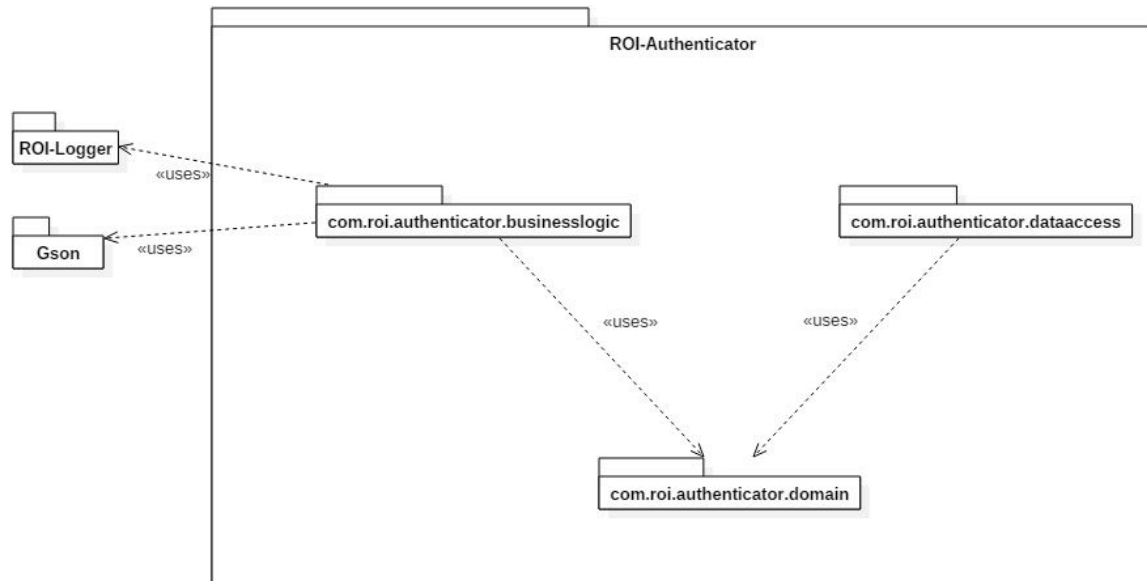 ROI-Authenticator
ROI-Logger
«uses»
com.roi.authenticator.businesslogic
com.roi.authenticator.dataaccess
Gson
«uses»
«uses»
«uses»
com.roi.authenticator.domain